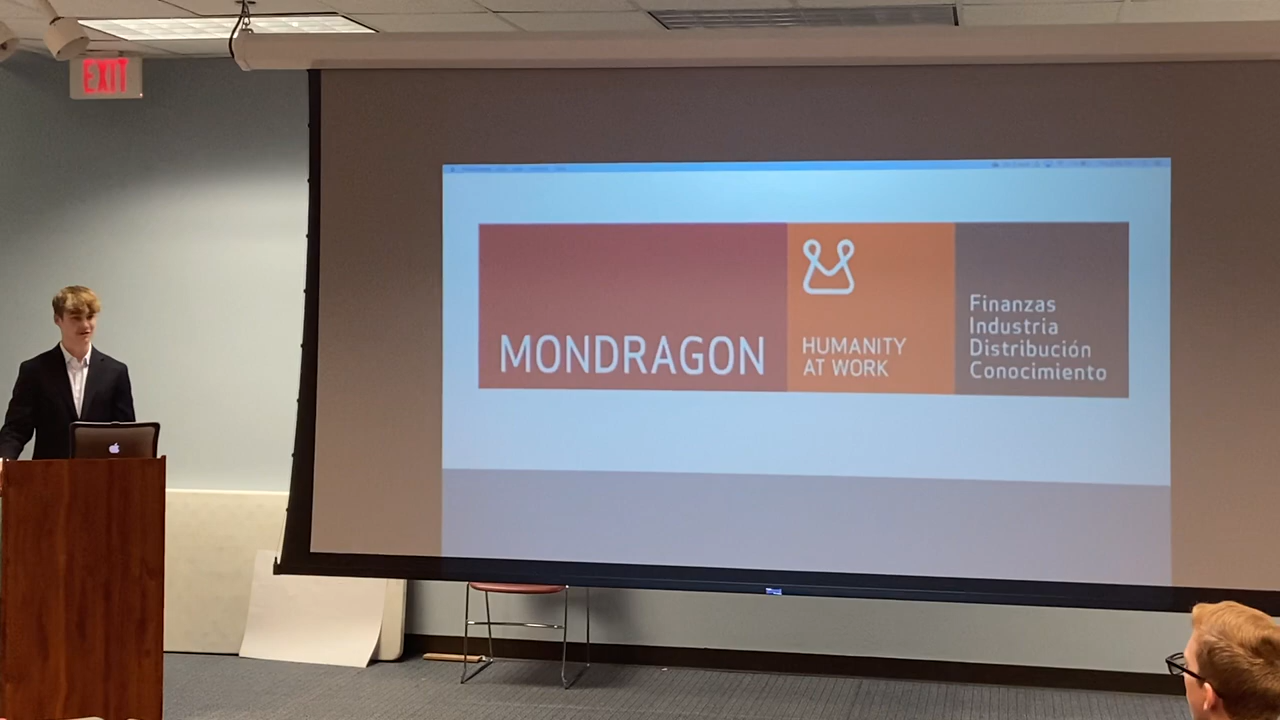 EXIT
MONDRAGON
HUMANITY
AT WORK
Finanzas
Industria
Distribución
Conocimiento